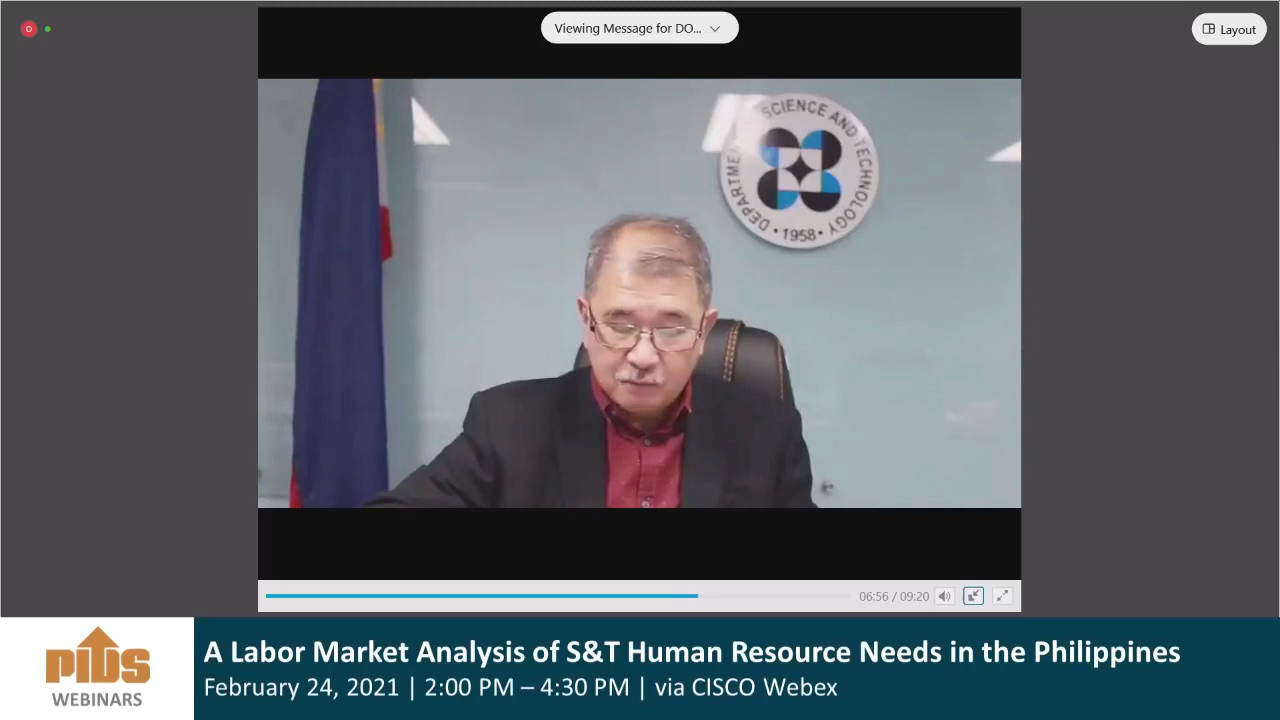 Viewing Message for DO...
Layout
DEPARTMENT SCIENCE AND TECHNOLOGY
• 1958 •
06:56 / 09:20
pids
WEBINARS
A Labor Market Analysis of S&T Human Resource Needs in the Philippines
February 24, 2021 | 2:00 PM – 4:30 PM | via CISCO Webex